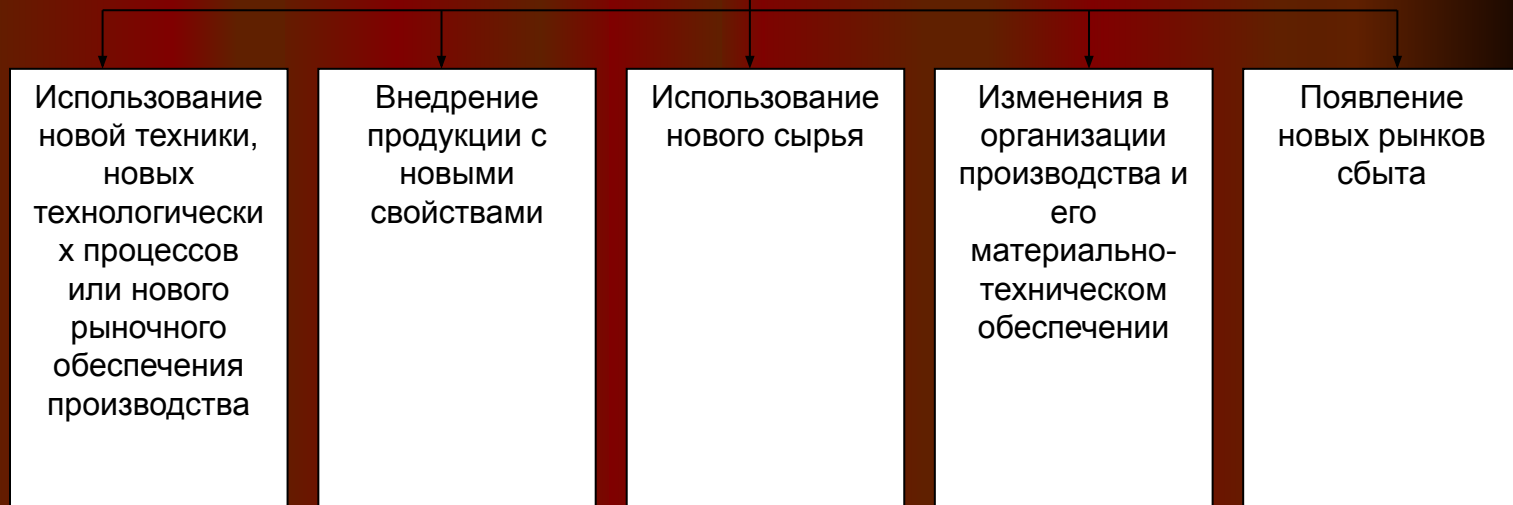 Использование
новой техники,
новых
технологически
х процессов
или нового
рыночного
обеспечения
производства
Внедрение
продукции с
новыми
свойствами
Использование
нового сырья
Изменения в
организации
производства и
его
материально-
техническом
обеспечении
Появление
новых рынков
сбыта